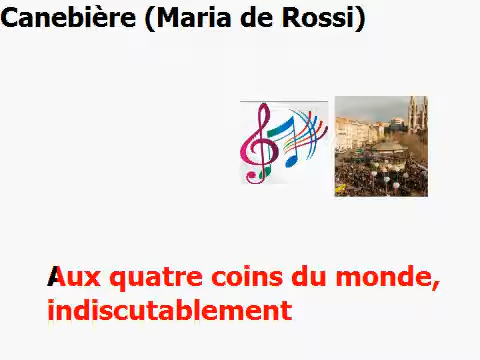 Canebière (Maria de Rossi)
Aux quatre coins du monde,
indiscutablement